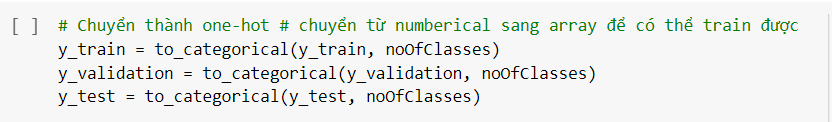 [ ] # Chuyển thành one-hot # chuyển từ numberical sang array để có thể train được
y_train = to_categorical(y_train, noOfClasses)
y_validation = to_categorical(y_validation, noOfClasses)
y_test = to_categorical(y_test, noOfClasses)